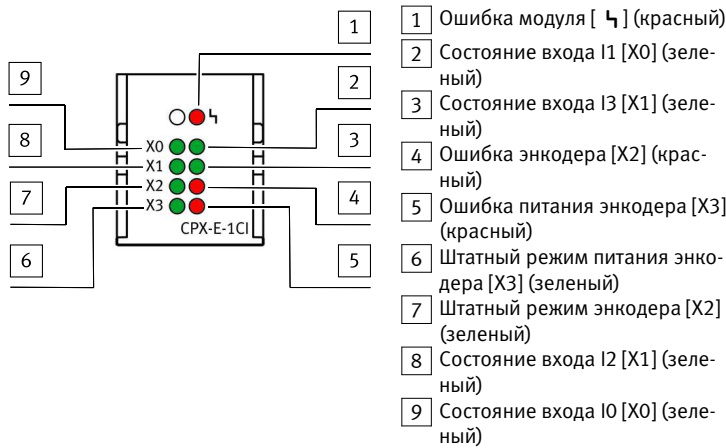 1
2
3
4
5
9
8
7
6
X0
X1
X2
X3
CPX-E-1CI
1 Ошибка модуля [ ] (красный)
2 Состояние входа I1 [X0] (зеле-
ный)
3 Состояние входа I3 [X1] (зеле-
ный)
4 Ошибка энкодера [X2] (крас-
ный)
5 Ошибка питания энкодера [X3]
(красный)
6 Штатный режим питания энко-
дера [X3] (зеленый)
7 Штатный режим энкодера [X2]
(зеленый)
8 Состояние входа I2 [X1] (зеле-
ный)
9 Состояние входа I0 [X0] (зеле-
ный)